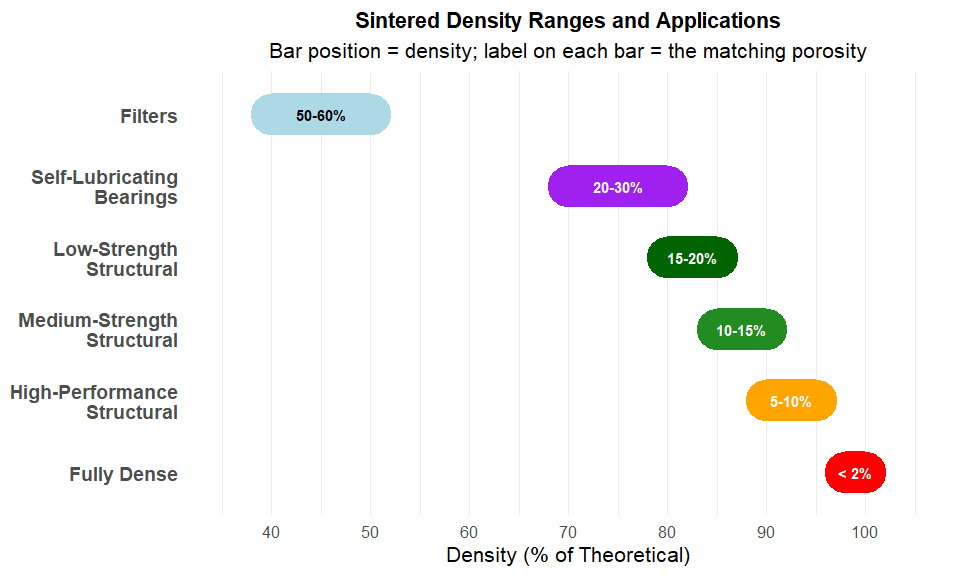 Sintered Density Ranges and Applications
Bar position = density; label on each bar = the matching porosity
Filters
50-60%
Self-Lubricating
Bearings
20-30%
Low-Strength
Structural
15-20%
Medium-Strength
Structural
10-15%
High-Performance
Structural
5-10%
Fully Dense
< 2%
40 50 60 70 80 90 100
Density (% of Theoretical)